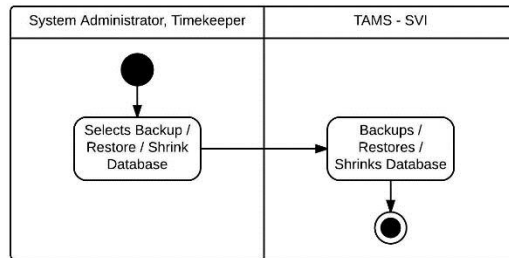 System Administrator, Timekeeper
TAMS - SVI
Selects Backup /
Restore / Shrink
Database
Backups /
Restores /
Shrinks Database